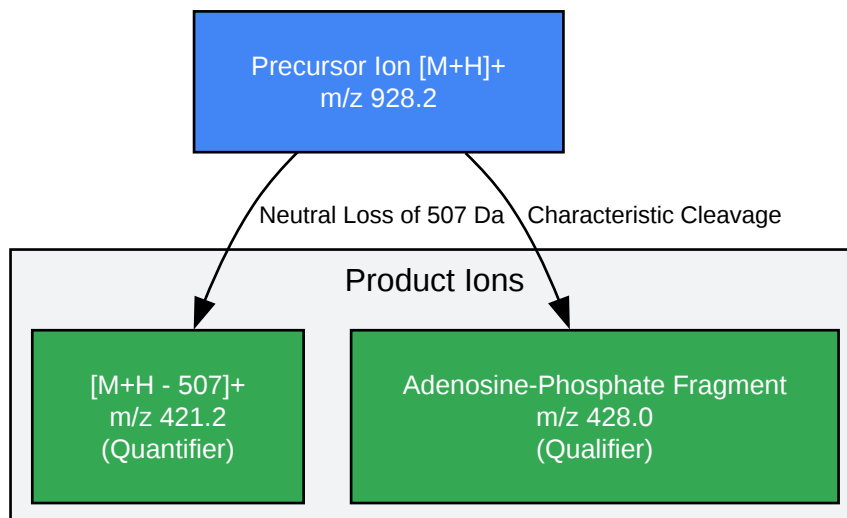 Precursor Ion [M+H]+
m/z 928.2
Neutral Loss of 507 Da
Characteristic Cleavage
Product Ions
[M+H - 507]+
m/z 421.2
(Quantifier)
Adenosine-Phosphate Fragment
m/z 428.0
(Qualifier)